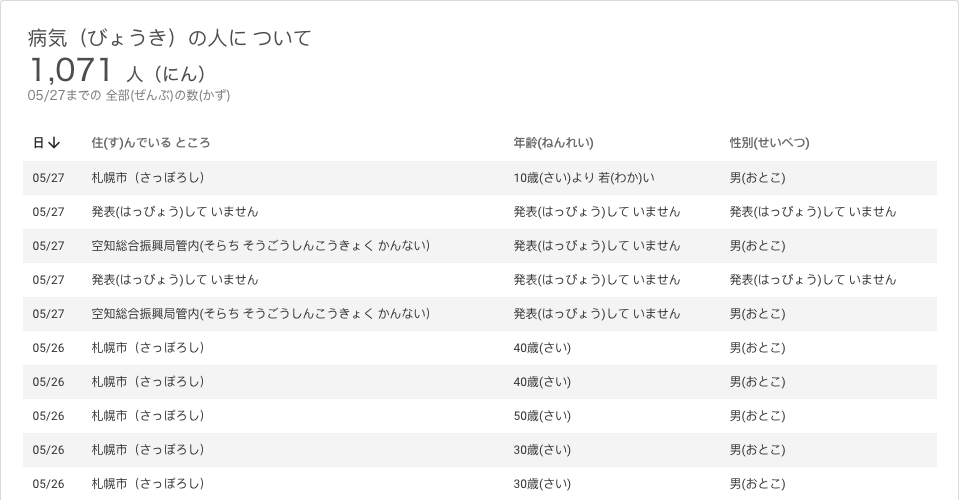 病気（びょうき）の人に ついて
1,071 人（にん）
05/27までの 全部(ぜんぶ)の数(かず)
日↓ 住(す)んでいる ところ 年齢(ねんれい) 性別(せいべつ)
05/27 札幌市（さっぽろし） 10歳(さい)より 若(わか)い 男(おとこ)
05/27 発表(はっぴょう)して いません 発表(はっぴょう)して いません 発表(はっぴょう)して いません
05/27 空知総合振興局管内(そらち そうごうしんこうきょく かんない） 発表(はっぴょう)して いません 男(おとこ)
05/27 発表(はっぴょう)して いません 発表(はっぴょう)して いません 発表(はっぴょう)して いません
05/27 空知総合振興局管内(そらち そうごうしんこうきょく かんない） 発表(はっぴょう)して いません 男(おとこ)
05/26 札幌市（さっぽろし） 40歳(さい) 男(おとこ)
05/26 札幌市（さっぽろし） 40歳(さい) 男(おとこ)
05/26 札幌市（さっぽろし） 50歳(さい) 男(おとこ)
05/26 札幌市（さっぽろし） 30歳(さい) 男(おとこ)
05/26 札幌市（さっぽろし） 30歳(さい) 男(おとこ)